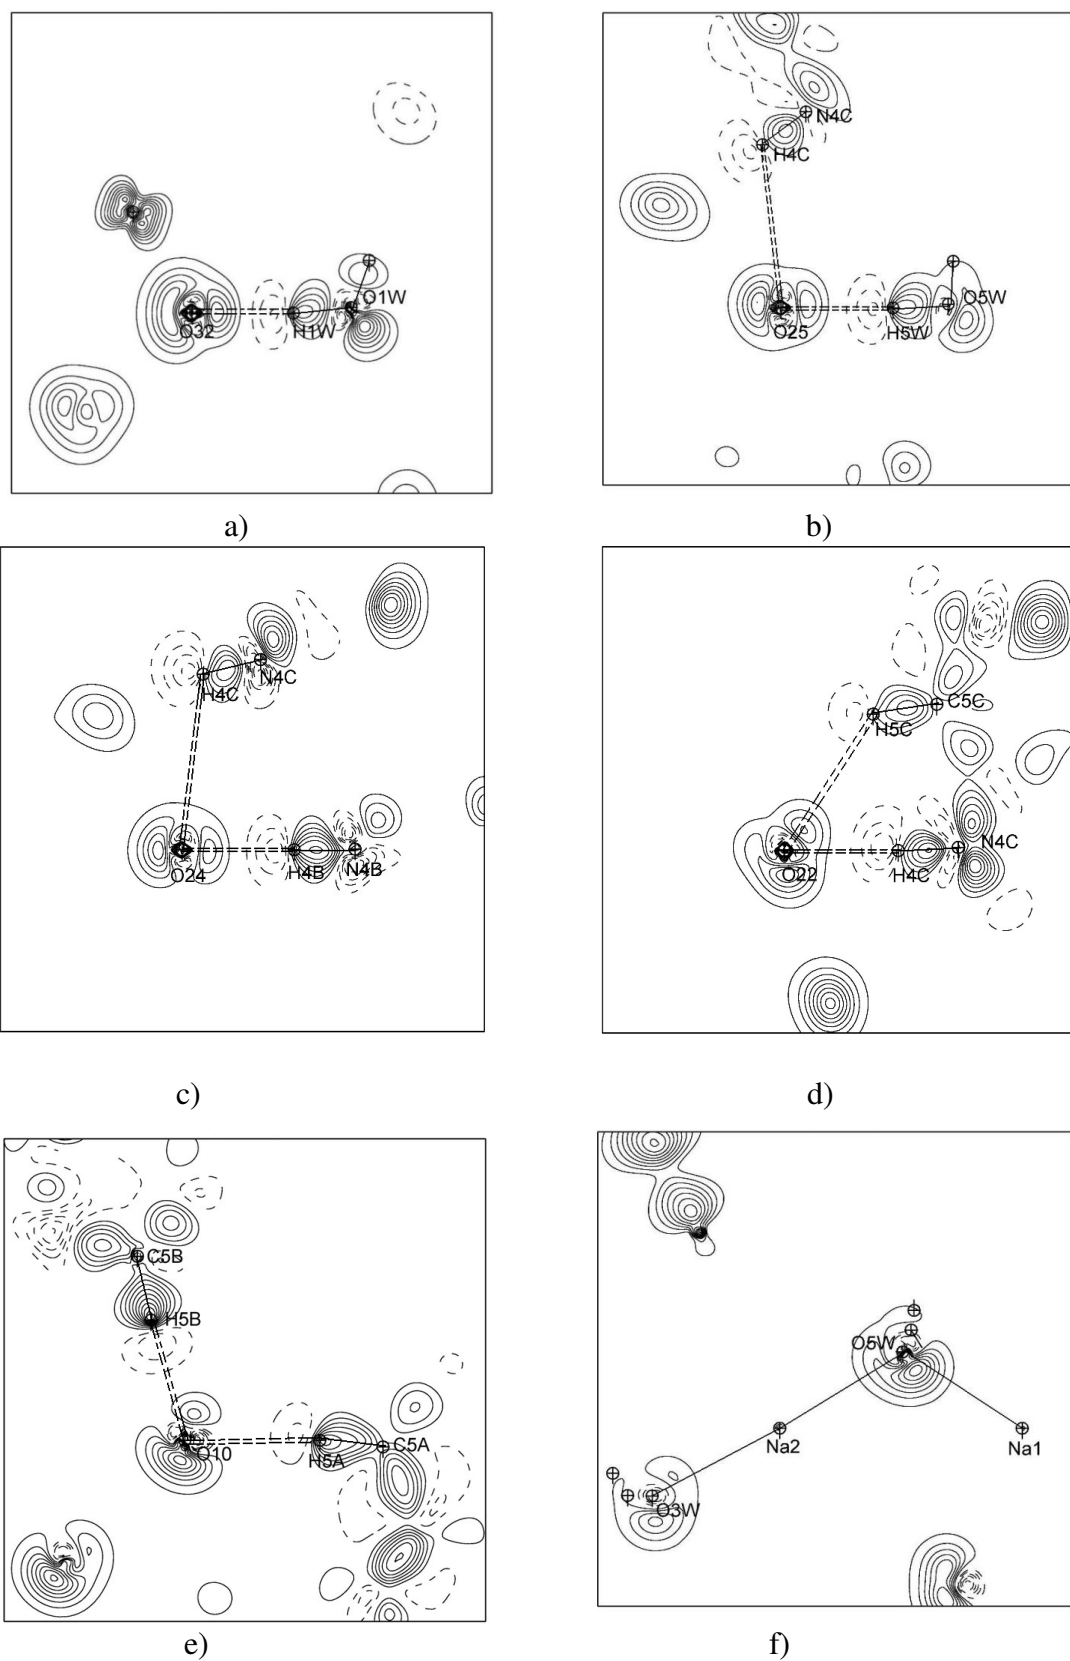 O1W
O32
H1W
a)
N4C
H4C
O5W
O25
H5W
b)
H4C
N4C
O24
H4B
N4B
c)
C5C
H5C
N4C
O22
H4C
d)
C5B
H5B
O10
H5A
C5A
e)
O5W
Na2
Na1
O3W
f)